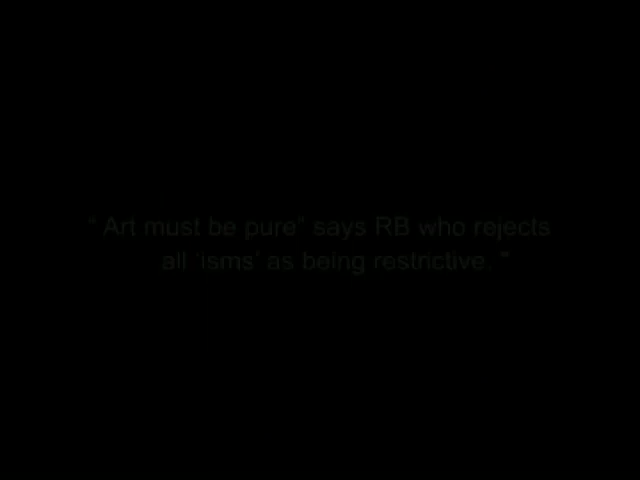 “ Art must be pure” says RB who rejects
all ‘isms’ as being restrictive. ”